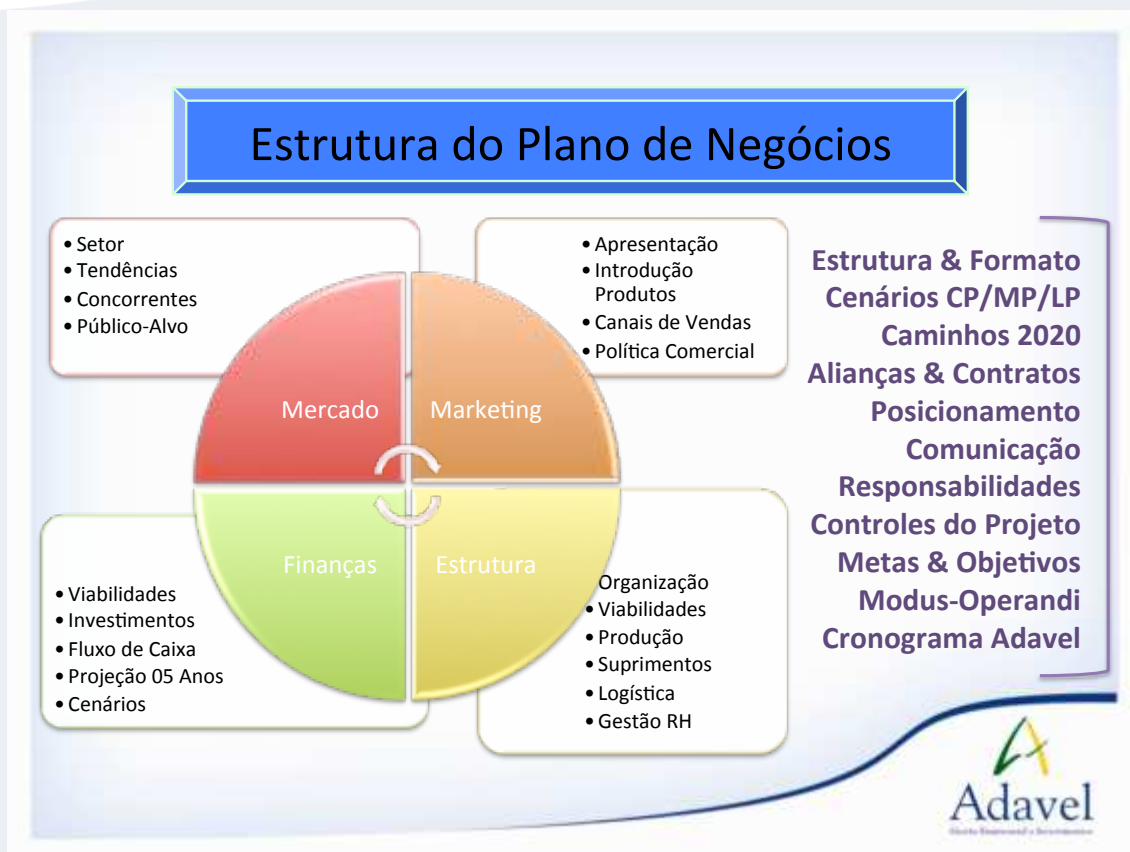 Estrutura do Plano de Negócios
• Setor
• Tendências
• Concorrentes
• Público-Alvo
• Apresentação
• Introdução
Produtos
• Canais de Vendas
• Política Comercial
Mercado
Marketing
Finanças
Estrutura
• Viabilidades
• Investimentos
• Fluxo de Caixa
• Projeção 05 Anos
• Cenários
Organização
• Viabilidades
• Produção
• Suprimentos
• Logística
• Gestão RH
Estrutura & Formato
Cenários CP/MP/LP
Caminhos 2020
Alianças & Contratos
Posicionamento
Comunicação
Responsabilidades
Controles do Projeto
Metas & Objetivos
Modus-Operandi
Cronograma Adavel
Adavel
Gestão Empresarial e Investimentos